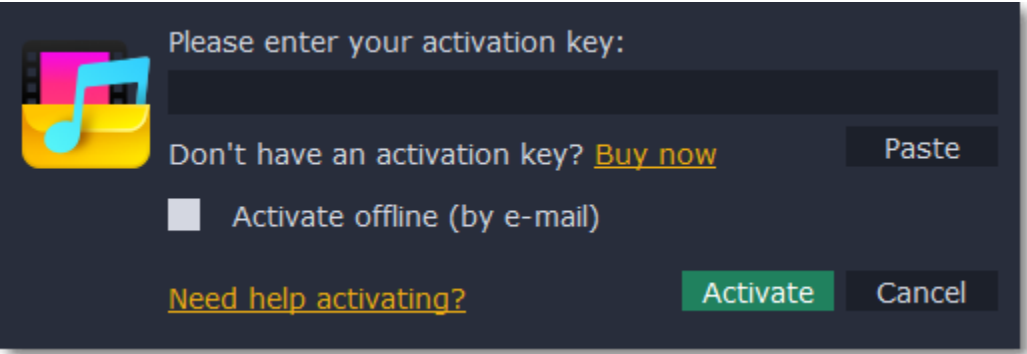 Please enter your activation key:
Don't have an activation key? Buy now
Paste
Activate offline (by e-mail)
Need help activating?
Activate
Cancel